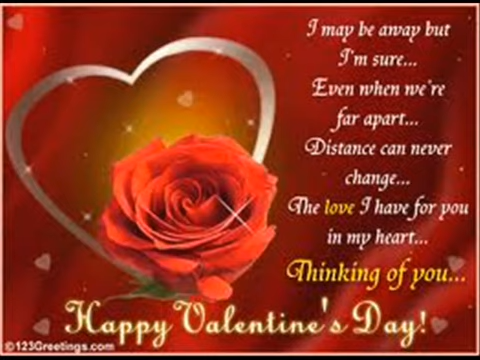 I may be away but
I'm sure...
Even when we're
far apart...
Distance can never
change...
The love I have for you
in my heart...
Thinking of you...
Happy Valentine's Day!
©123Greetings.com